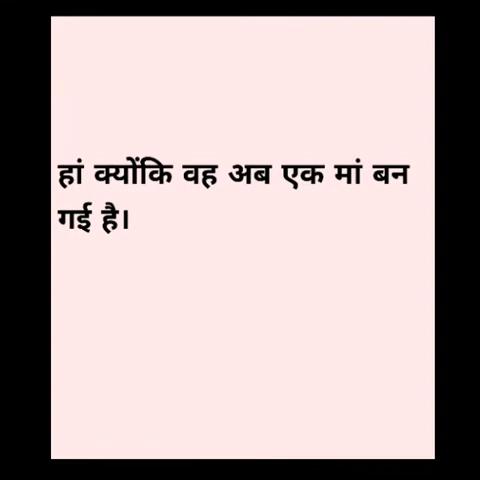 हां क्योंकि वह अब एक मां बन
गई है।